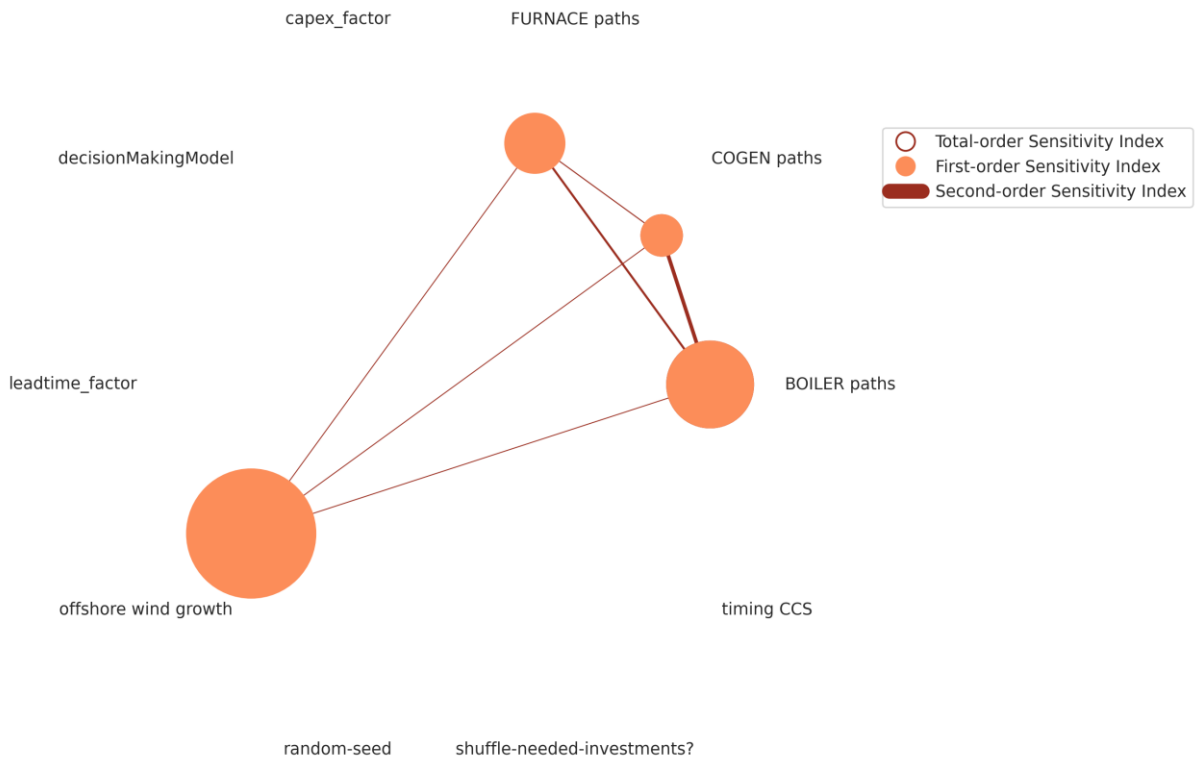 capex_factor
FURNACE paths
decisionMakingModel
COGEN paths
Total-order Sensitivity Index
First-order Sensitivity Index
Second-order Sensitivity Index
leadtime_factor
BOILER paths
offshore wind growth
timing CCS
random-seed
shuffle-needed-investments?